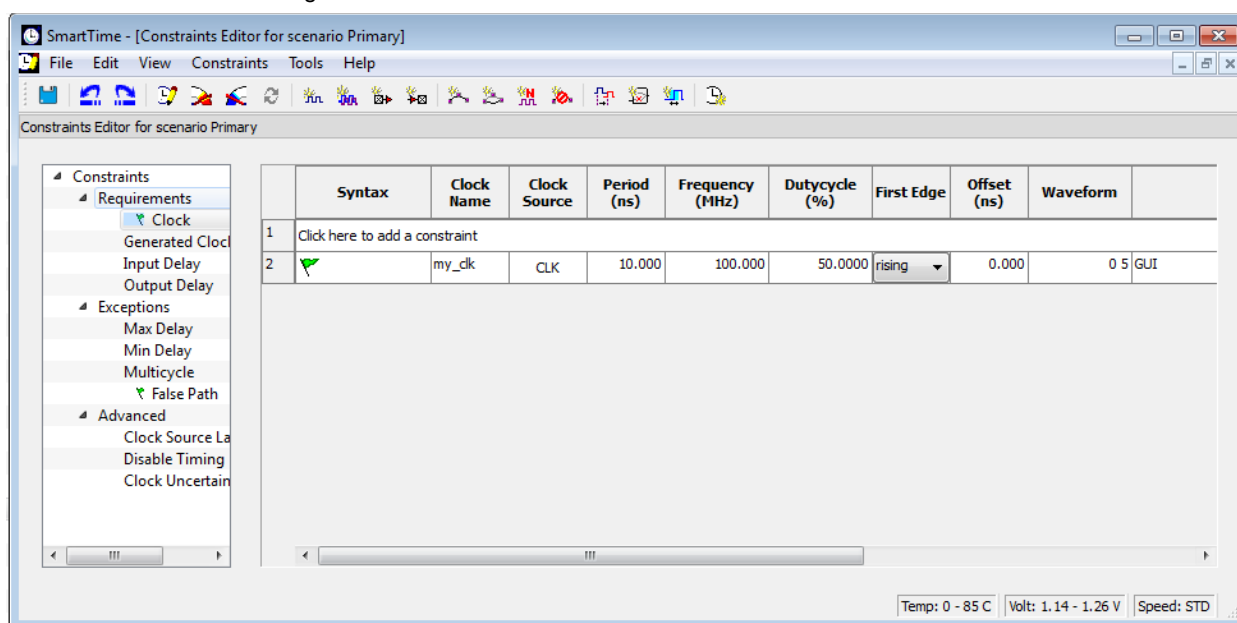 SmartTime - [Constraints Editor for scenario Primary]
File Edit View Constraints Tools Help
Constraints Editor for scenario Primary
Constraints
Requirements
Clock
Generated Clocl
Input Delay
Output Delay
Exceptions
Max Delay
Min Delay
Multicycle
False Path
Advanced
Clock Source La
Disable Timing
Clock Uncertain
Syntax Clock Name Clock Source Period (ns) Frequency (MHz) Dutycycle (%) First Edge Offset (ns) Waveform
1 Click here to add a constraint
2 my_clk CLK 10.000 100.000 50.0000 rising 0.000 0 5 GUI
Temp: 0 - 85 C Volt: 1.14 - 1.26 V Speed: STD